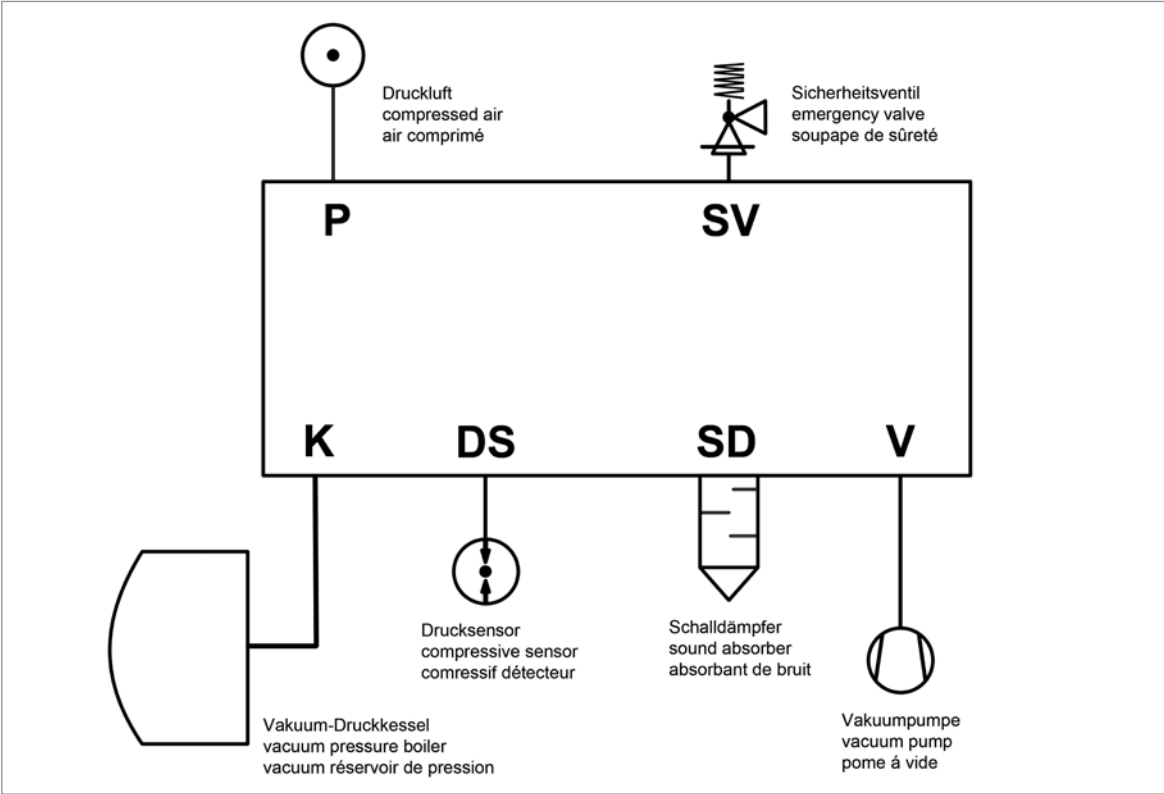 Druckluft
compressed air
air comprimé
Sicherheitsventil
emergency valve
soupape de sûreté
P
SV
K
DS
SD
V
Drucksensor
compressive sensor
comressif détecteur
Schalldämpfer
sound absorber
absorbant de bruit
Vakuum-Druckkessel
vacuum pressure boiler
vacuum réservoir de pression
Vakuumpumpe
vacuum pump
pome á vide